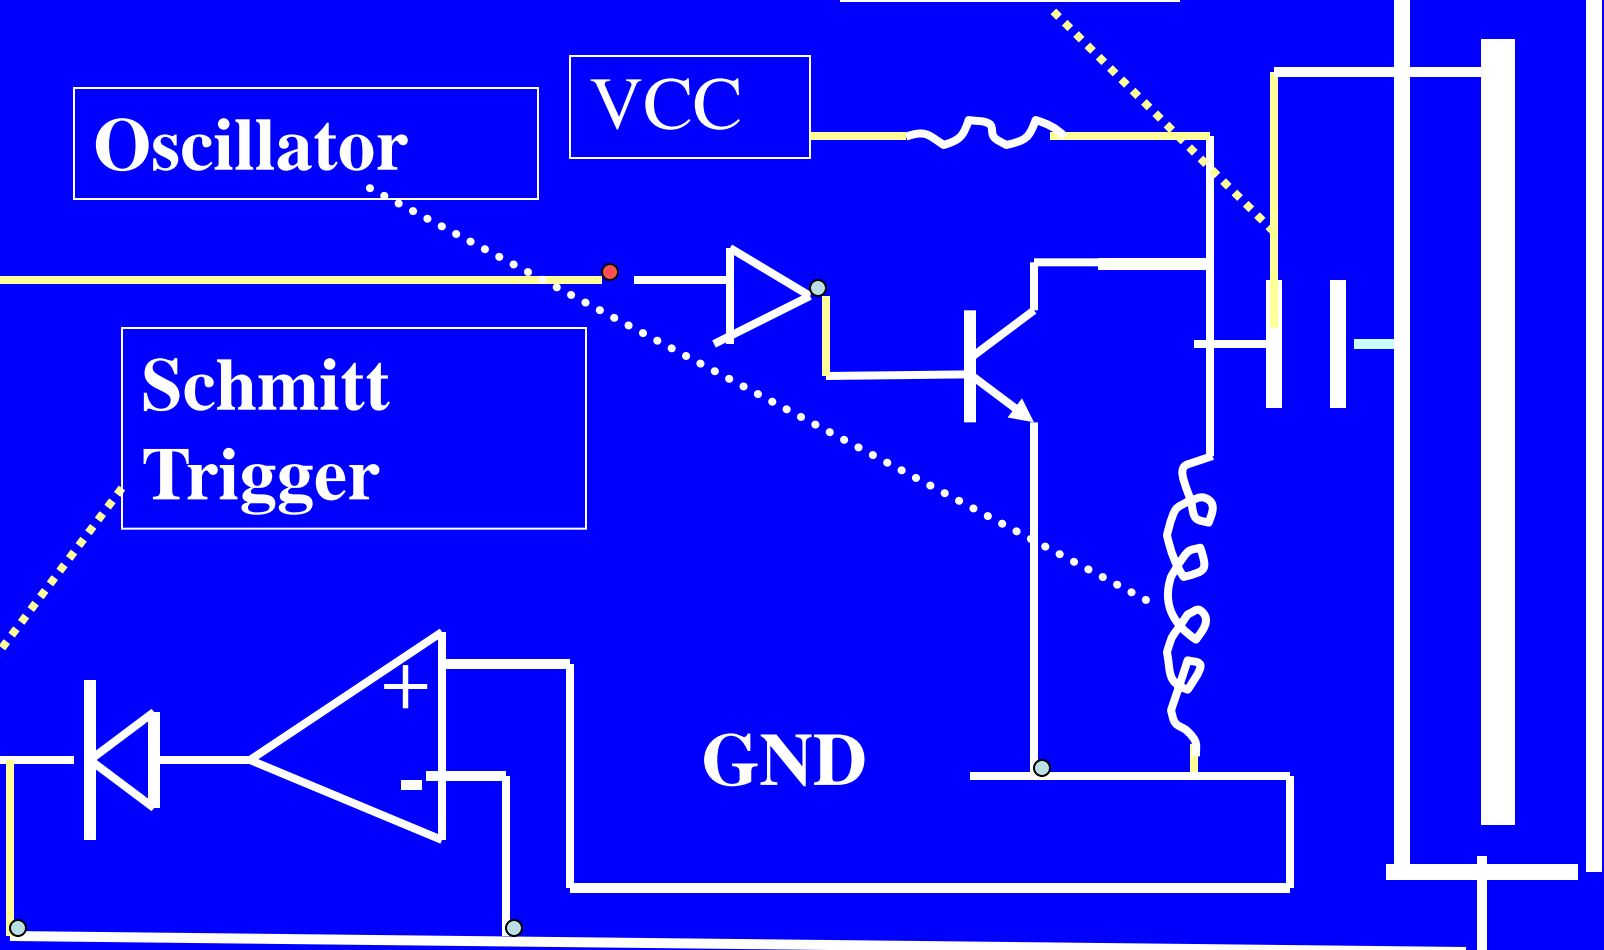 VCC
Oscillator
Schmitt
Trigger
+
-
GND